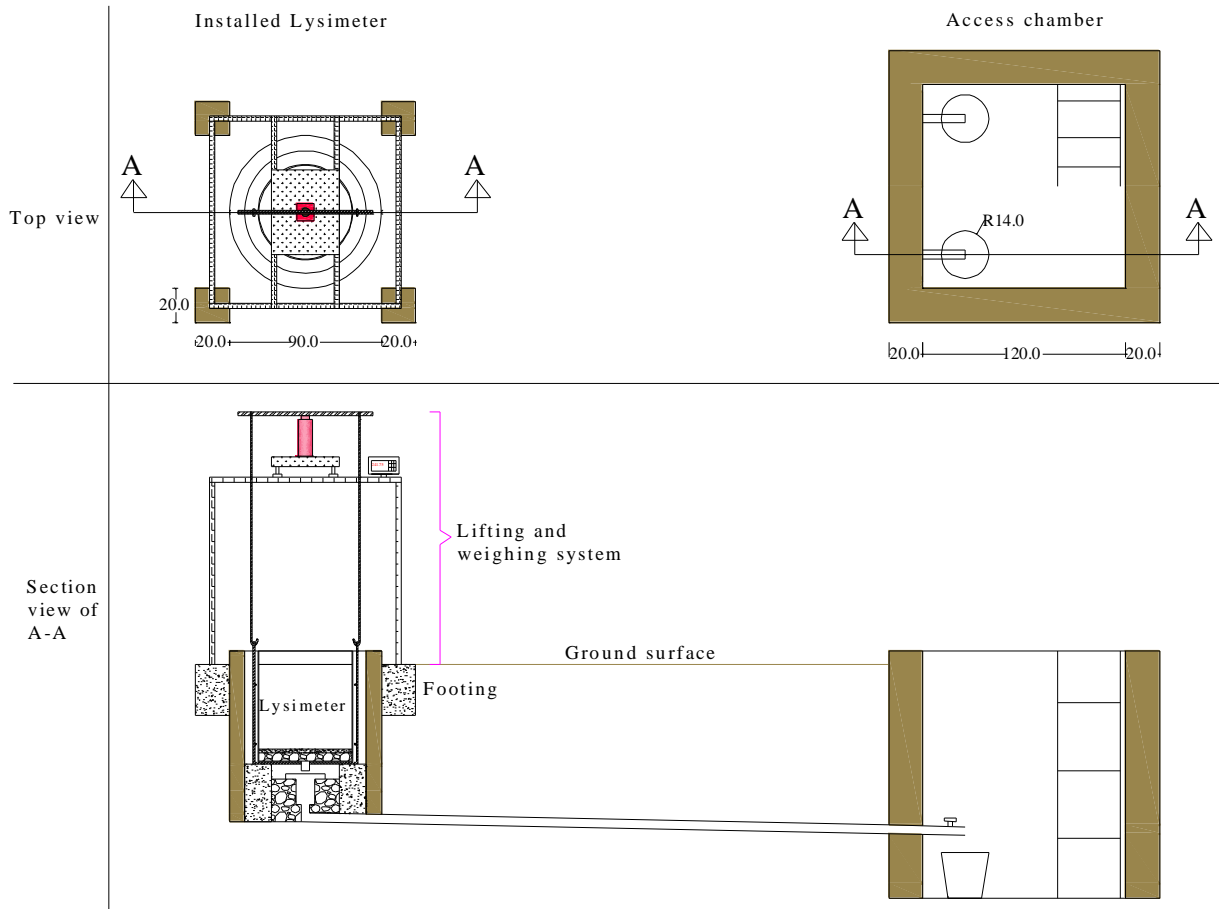 Installed Lysimeter
Access chamber
A
A
Top view
A
A
R14.0
20.0
20.0
90.0
20.0
20.0
120.0
20.0
Lifting and
weighing system
Section
view of
A-A
Ground surface
Footing
Lysimeter